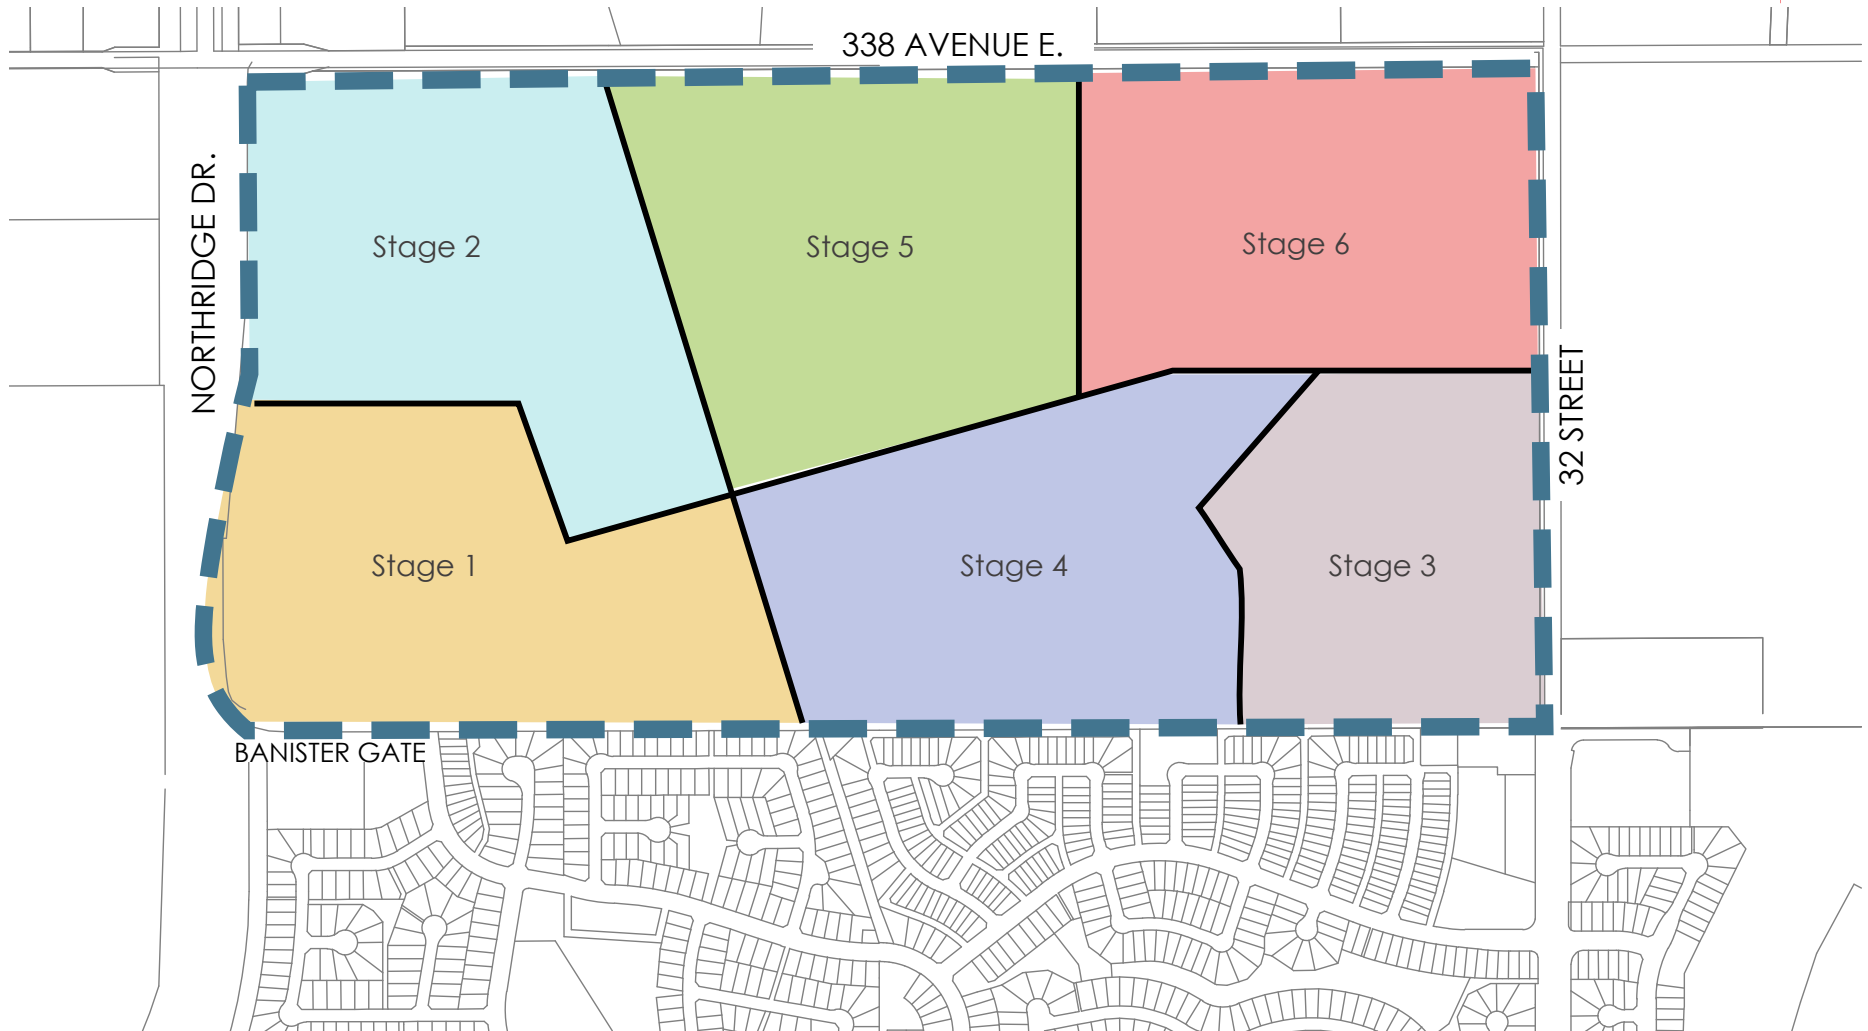 338 AVENUE E.
NORTHRIDGE DR.
Stage 2
Stage 5
Stage 6
32 STREET
Stage 1
Stage 4
Stage 3
BANISTER GATE